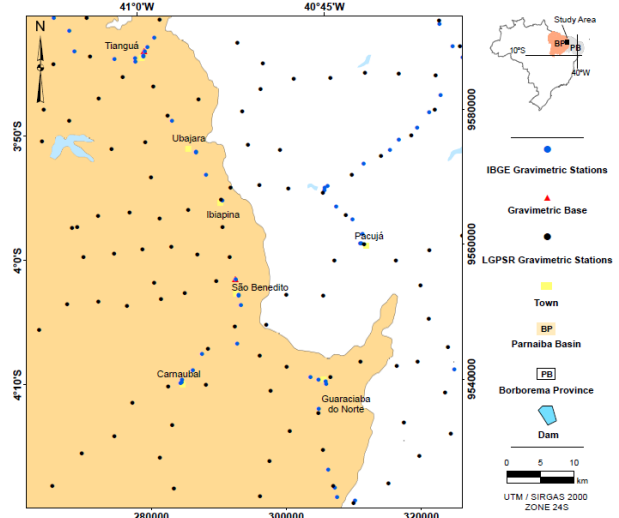 41°0'W
40°45'W
N
Tianguá
3°50'S
Ubajara
Ibiapina
Pacujá
4°0'S
São Benedito
Carnaubal
4°10'S
Guaraciaba
do Norte
9580000
9560000
9540000
280000
300000
320000
Study Area
BP
PB
10°S
40°W
IBGE Gravimetric Stations
Gravimetric Base
LGPSR Gravimetric Stations
Town
BP
Parnaiba Basin
PB
Borborema Province
Dam
0 5 10
km
UTM / SIRGAS 2000
ZONE 24S